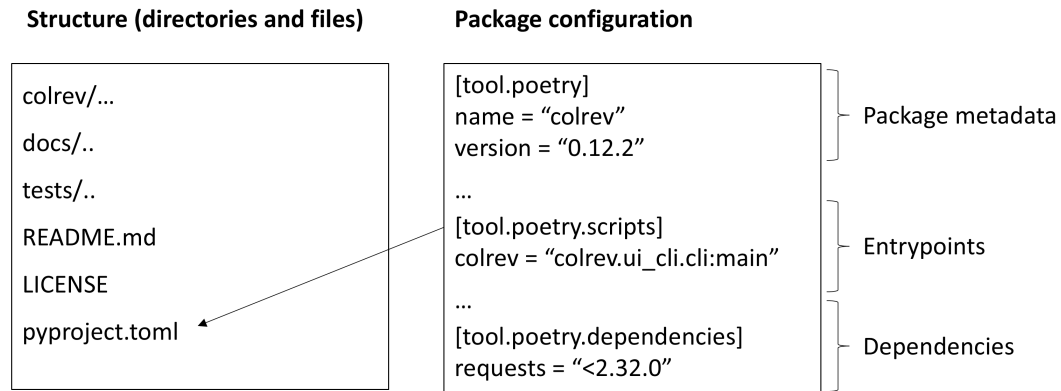 Structure (directories and files)
Package configuration
colrev/...
docs/..
tests/..
README.md
LICENSE
pyproject.toml
[tool.poetry]
name = “colrev”
version = “0.12.2”
...
[tool.poetry.scripts]
colrev = “colrev.ui_cli.cli:main”
...
[tool.poetry.dependencies]
requests = “<2.32.0”
Package metadata
Entrypoints
Dependencies